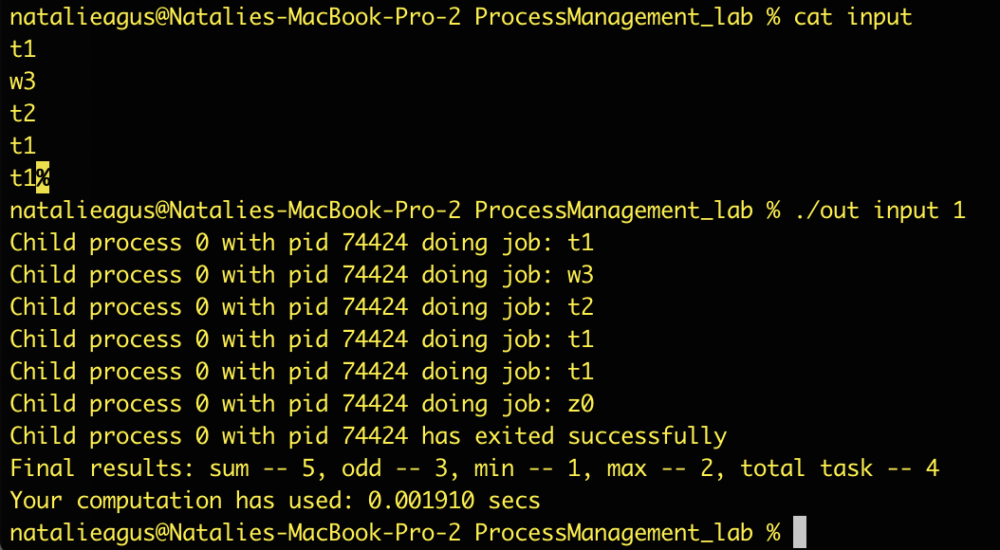 natalieagus@Natalies-MacBook-Pro-2 ProcessManagement_lab % cat input
t1
w3
t2
t1
t1%
natalieagus@Natalies-MacBook-Pro-2 ProcessManagement_lab % ./out input 1
Child process 0 with pid 74424 doing job: t1
Child process 0 with pid 74424 doing job: w3
Child process 0 with pid 74424 doing job: t2
Child process 0 with pid 74424 doing job: t1
Child process 0 with pid 74424 doing job: t1
Child process 0 with pid 74424 doing job: z0
Child process 0 with pid 74424 has exited successfully
Final results: sum -- 5, odd -- 3, min -- 1, max -- 2, total task -- 4
Your computation has used: 0.001910 secs
natalieagus@Natalies-MacBook-Pro-2 ProcessManagement_lab %